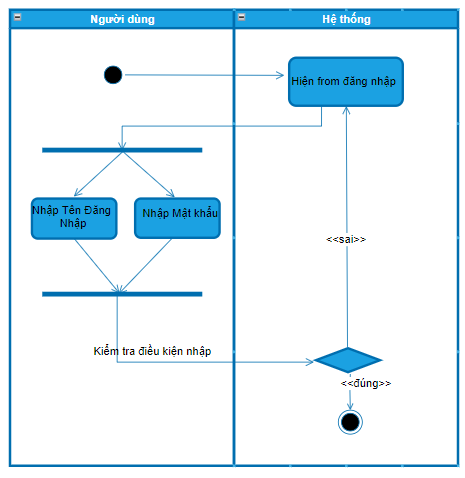 Người dùng
Hệ thống
Hiện from đăng nhập
Nhập Tên Đăng
Nhập
Nhập Mật khẩu
<<sai>>
Kiểm tra điều kiện nhập
<<đúng>>